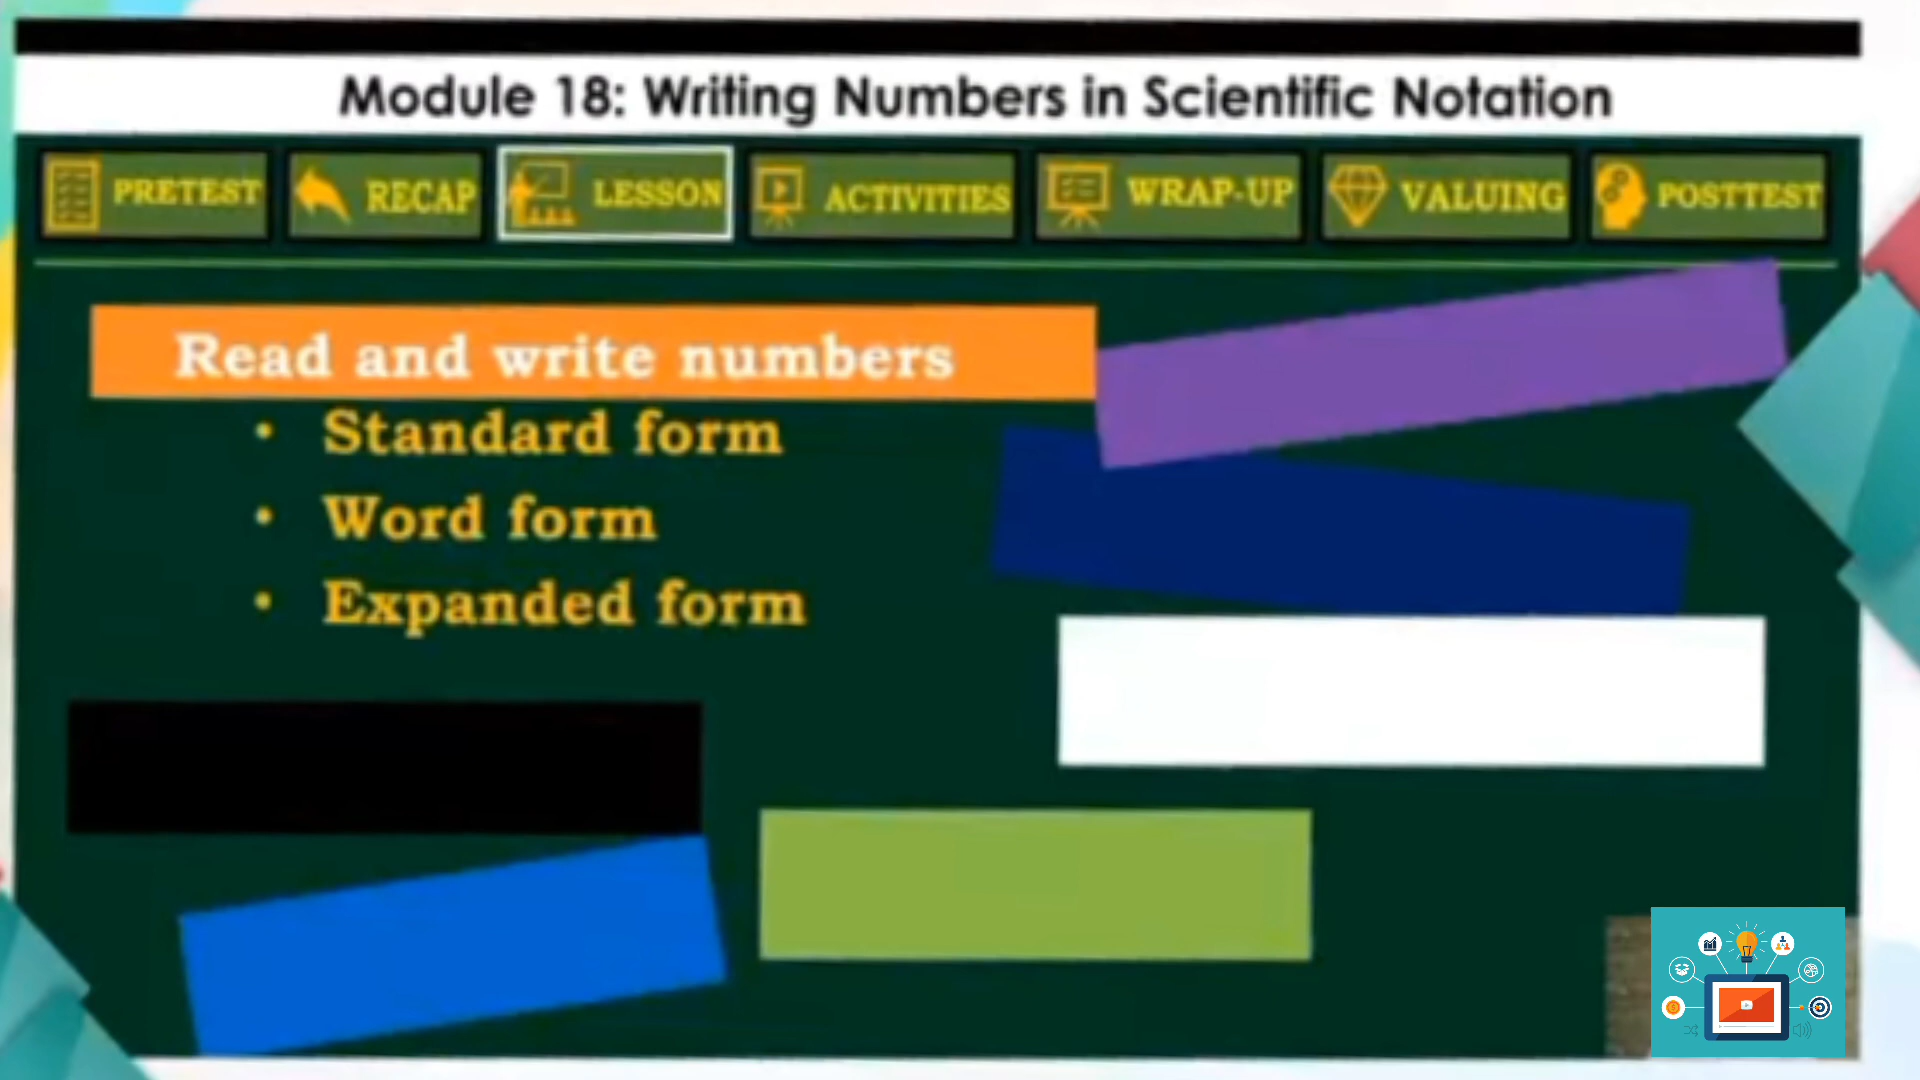 Module 18: Writing Numbers in Scientific Notation
PRETEST RECAP LESSON ACTIVITIES WRAP-UP VALUING POSTTEST
Read and write numbers
• Standard form
• Word form
• Expanded form